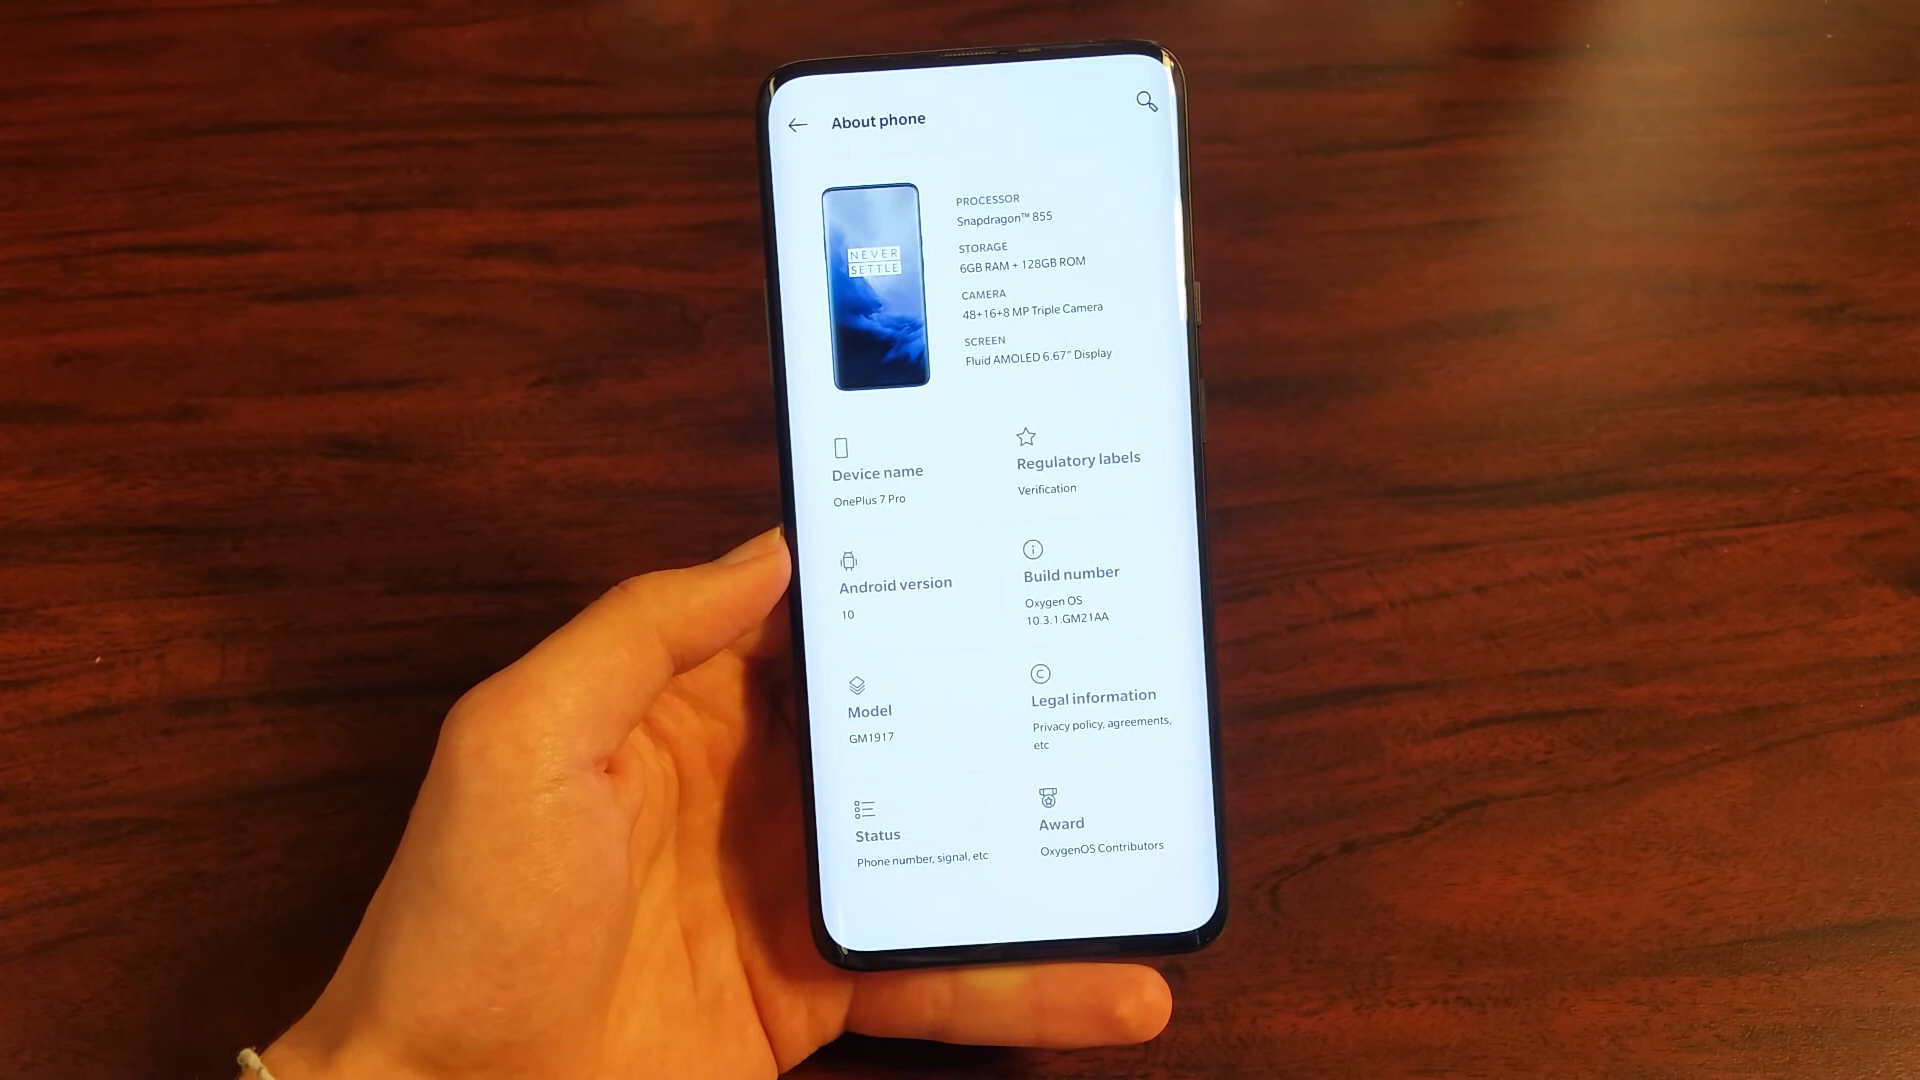 About phone
NEVER
SETTLE
PROCESSOR
Snapdragon™ 855
STORAGE
6GB RAM + 128GB ROM
CAMERA
48+16+8 MP Triple Camera
SCREEN
Fluid AMOLED 6.67" Display
Device name
OnePlus 7 Pro
Regulatory labels
Verification
Android version
10
Build number
Oxygen OS
10.3.1.GM21AA
Model
GM1917
Legal information
Privacy policy, agreements,
etc
Status
Phone number, signal, etc
Award
OxygenOS Contributors